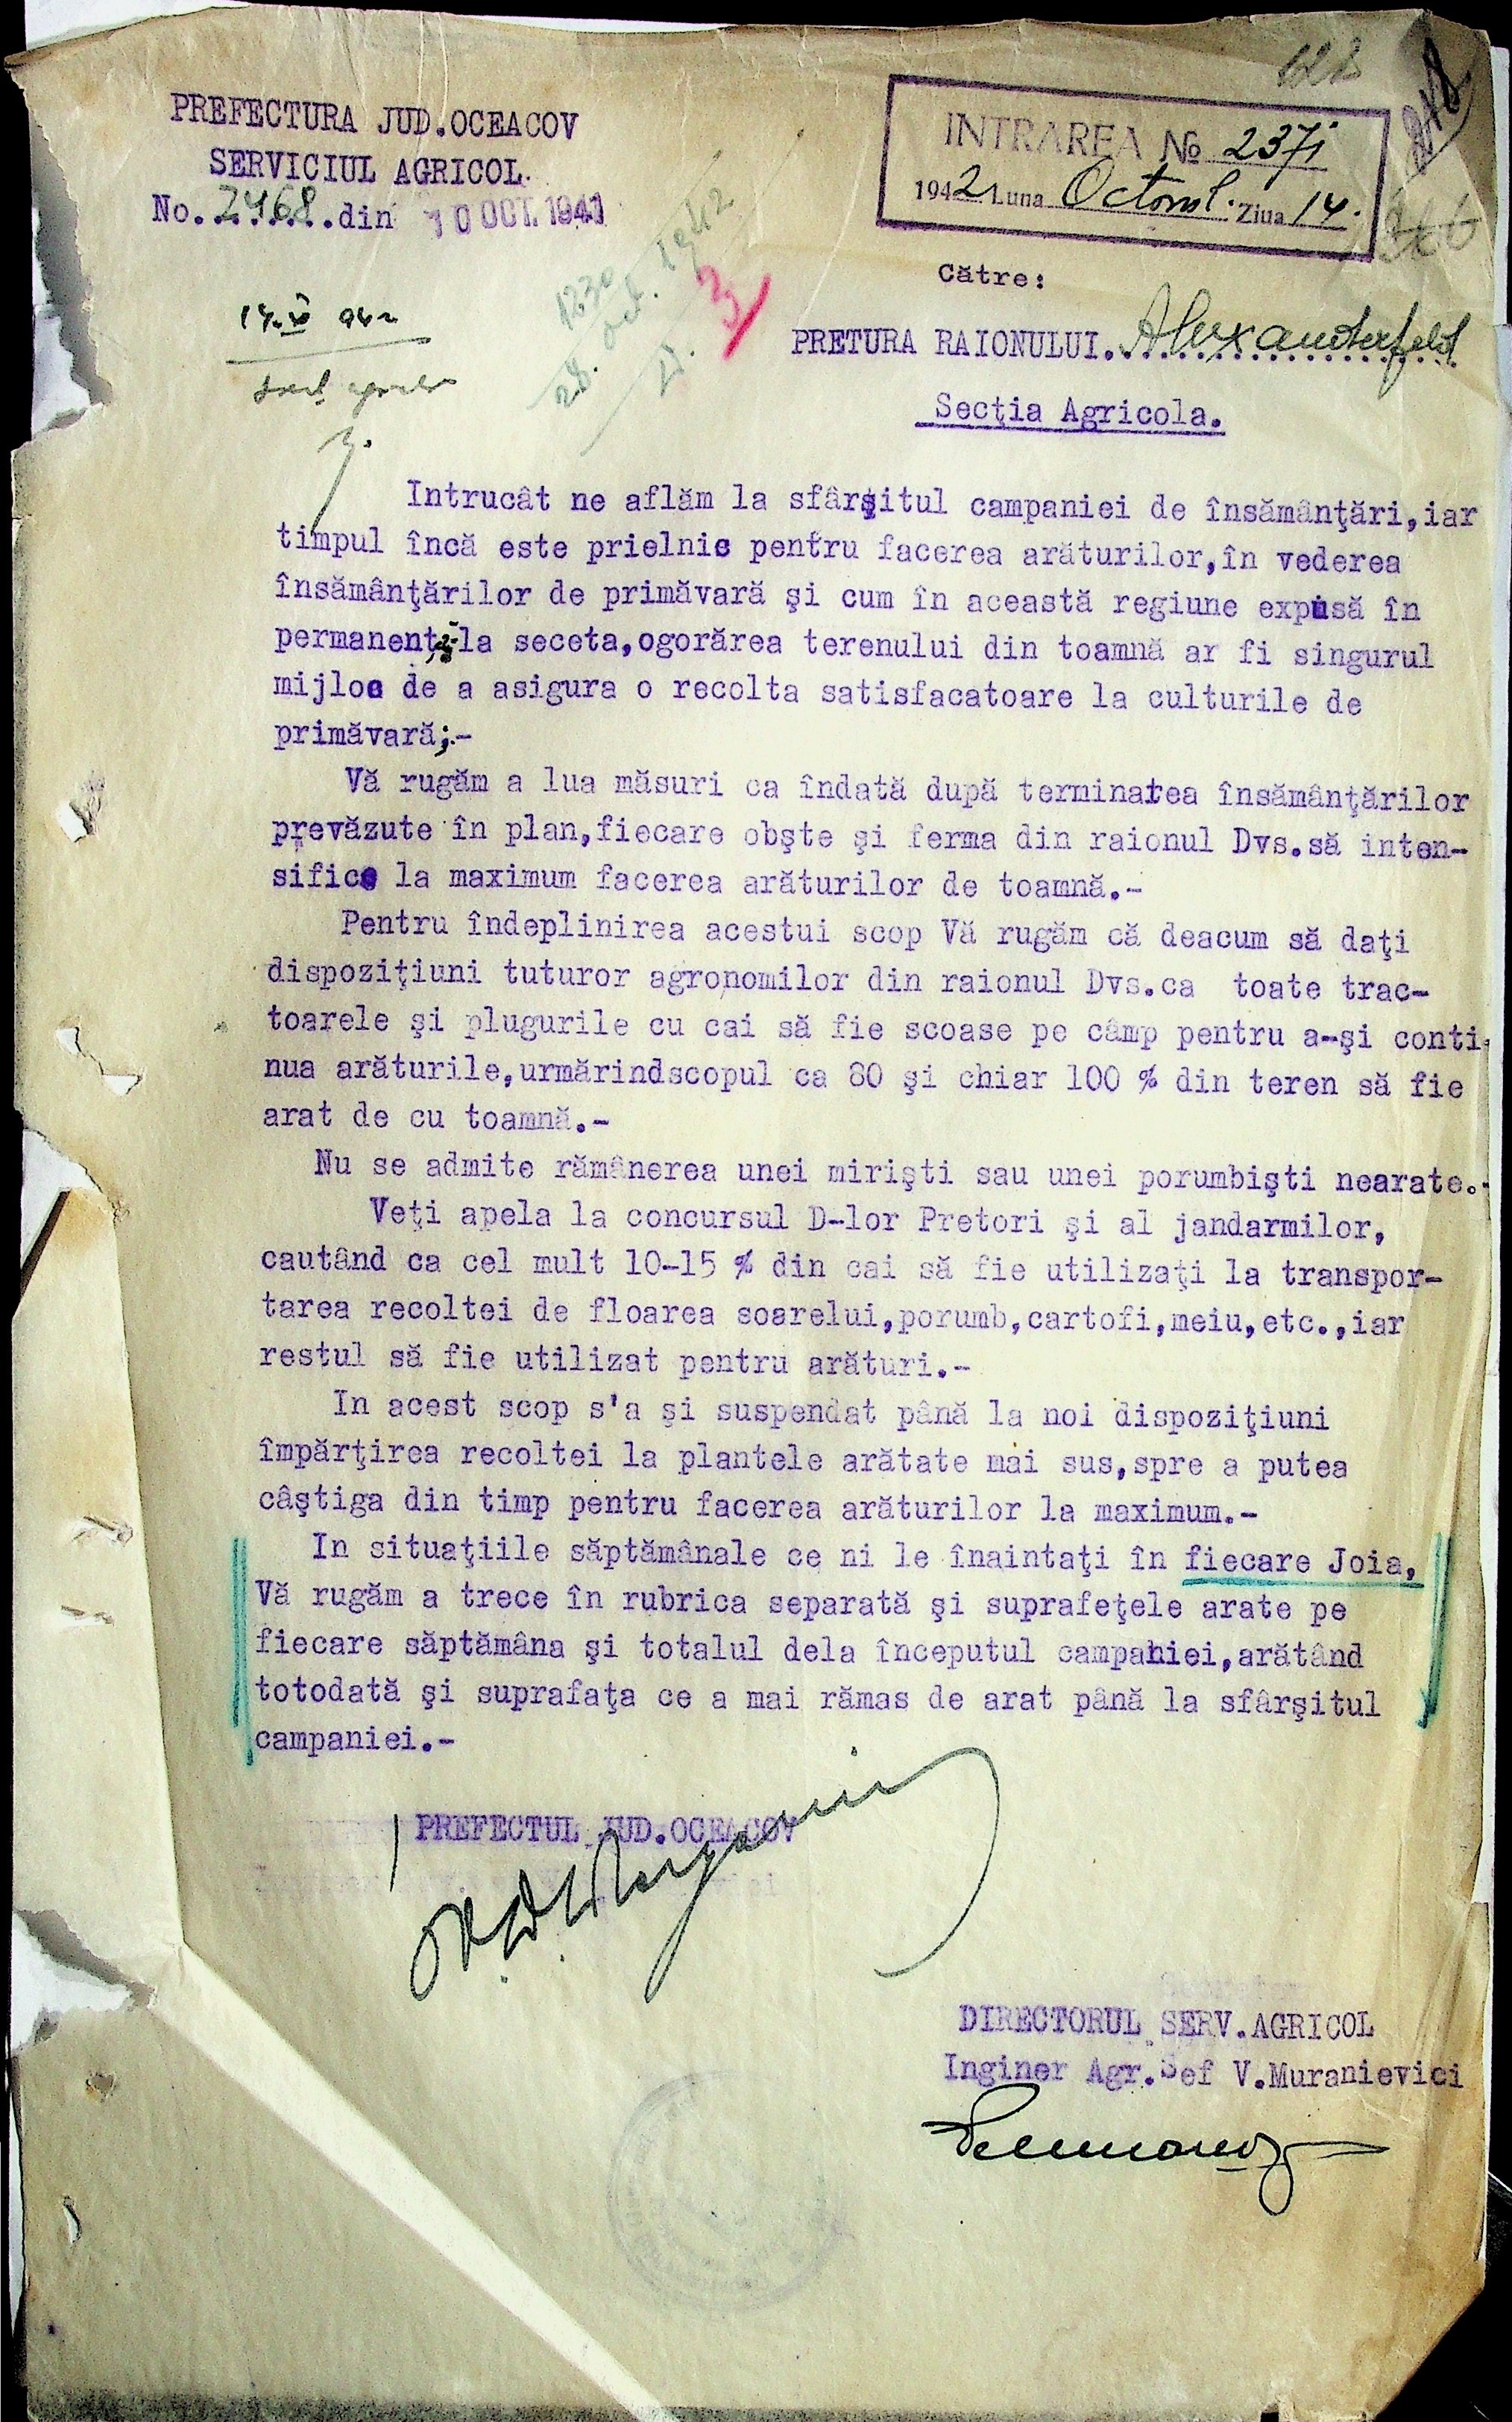 PREFECTURA JUD.OCEACOV
SERVICIUL AGRICOL.
No.2468.din 10 OCT.1941
INTRAREA № 2371
1942 Luna Octomb. Ziua 14.
1230
28. oct. 1942
14.X 942
Către:
PRETURA RAIONULUI.Alexanderfeld
Secţia Agricola.
Intrucât ne aflăm la sfârşitul campaniei de însămânţări,iar
timpul încă este prielnic pentru facerea arăturilor,în vederea
însămânţărilor de primăvară şi cum în această regiune expusă în
permanenţă la seceta,ogorărea terenului din toamnă ar fi singurul
mijloc de a asigura o recolta satisfacatoare la culturile de
primăvară;.-
Vă rugăm a lua măsuri ca îndată după terminarea însămânţărilor
prevăzute în plan,fiecare obşte şi ferma din raionul Dvs.să inten-
sifice la maximum facerea arăturilor de toamnă.-
Pentru îndeplinirea acestui scop Vă rugăm că deacum să daţi
dispoziţiuni tuturor agronomilor din raionul Dvs.ca toate trac-
toarele şi plugurile cu cai să fie scoase pe câmp pentru a-şi conti-
nua arăturile,urmărindscopul ca 80 şi chiar 100 % din teren să fie
arat de cu toamnă.-
Nu se admite rămânerea unei mirişti sau unei porumbişti nearate.-
Veţi apela la concursul D-lor Pretori şi al jandarmilor,
cautând ca cel mult 10-15 % din cai să fie utilizaţi la transpor-
tarea recoltei de floarea soarelui,porumb,cartofi,meiu,etc.,iar
restul să fie utilizat pentru arături.-
In acest scop s'a şi suspendat până la noi dispoziţiuni
împărţirea recoltei la plantele arătate mai sus,spre a putea
câştiga din timp pentru facerea arăturilor la maximum.-
In situaţiile săptămânale ce ni le înaintaţi în fiecare Joia,
Vă rugăm a trece în rubrica separată şi suprafeţele arate pe
fiecare săptămâna şi totalul dela începutul campaniei,arătând
totodată şi suprafaţa ce a mai rămas de arat până la sfârşitul
campaniei.-
PREFECTUL JUD.OCEACOV
DIRECTORUL SERV.AGRICOL
Inginer Agr.Sef V.Muranievici